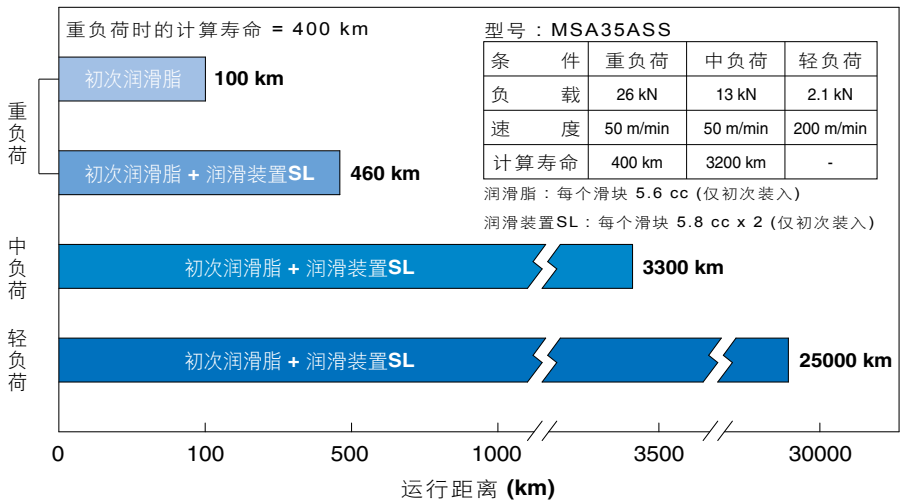 重负荷时的计算寿命 = 400 km
型号：MSA35ASS
条 件 重负荷 中负荷 轻负荷
负 载 26 kN 13 kN 2.1 kN
速 度 50 m/min 50 m/min 200 m/min
计算寿命 400 km 3200 km -
润滑脂：每个滑块 5.6 cc (仅初次装入)
润滑装置SL：每个滑块 5.8 cc x 2 (仅初次装入)
重负荷
初次润滑脂 100 km
初次润滑脂 + 润滑装置SL 460 km
中负荷
初次润滑脂 + 润滑装置SL 3300 km
轻负荷
初次润滑脂 + 润滑装置SL 25000 km
0 100 500 1000 3500 30000
运行距离 (km)